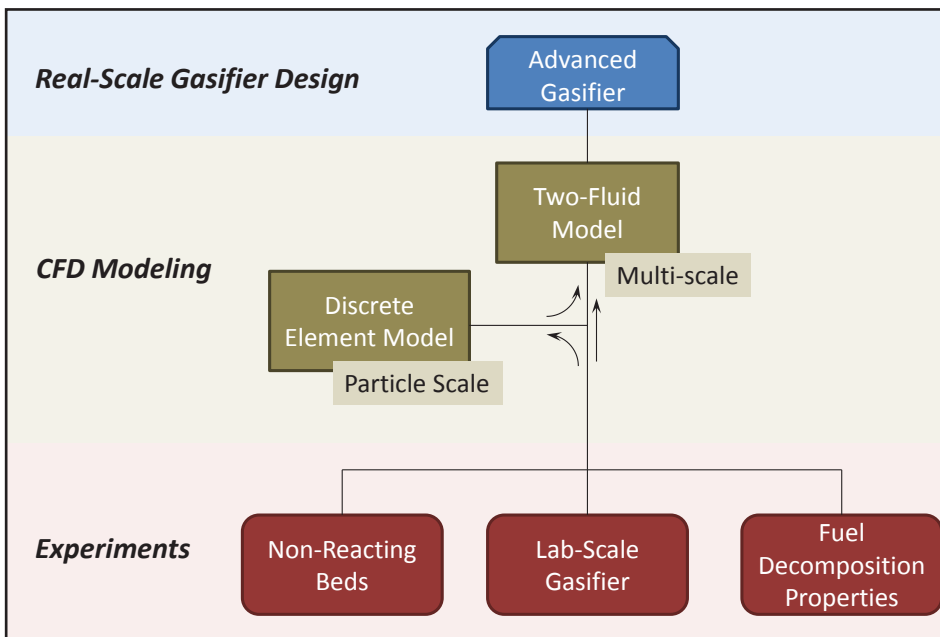 Real-Scale Gasifier Design
Advanced
Gasifier
CFD Modeling
Two-Fluid
Model
Multi-scale
Discrete
Element Model
Particle Scale
Experiments
Non-Reacting
Beds
Lab-Scale
Gasifier
Fuel
Decomposition
Properties